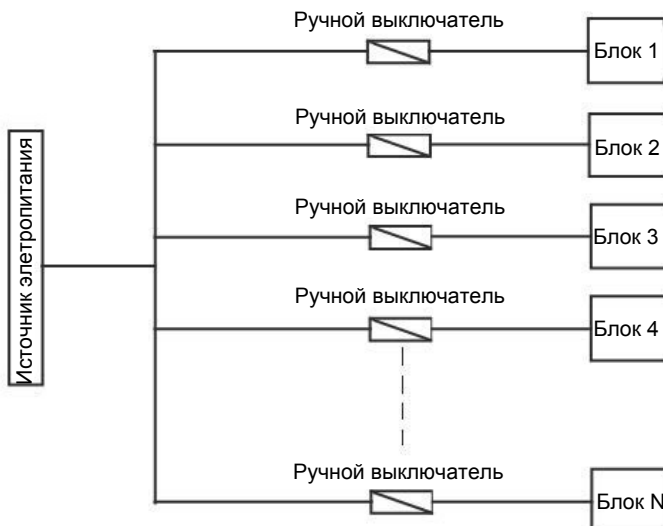 Ручной выключатель
Блок 1
Ручной выключатель
Блок 2
Ручной выключатель
Блок 3
Источник элетропитания
Ручной выключатель
Блок 4
Ручной выключатель
Блок N